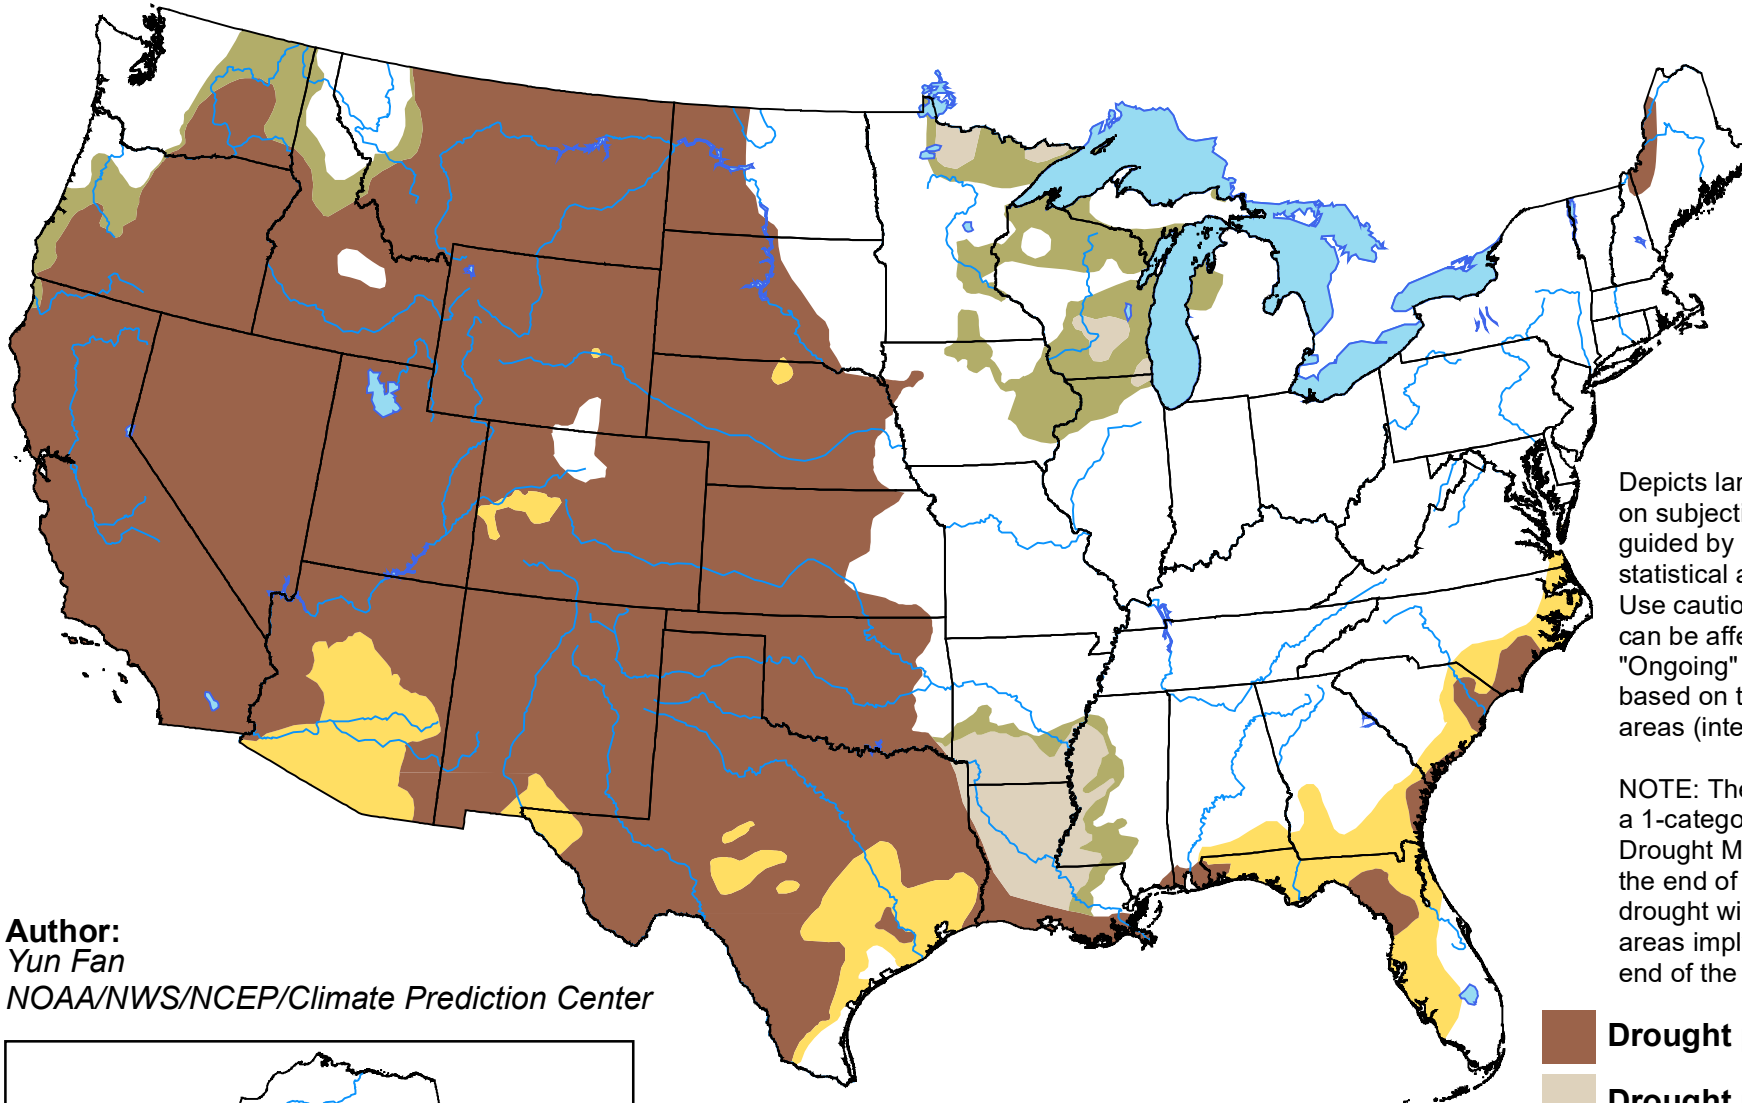 Depicts lar
on subjecti
guided by
statistical a
Use cautio
can be affe
"Ongoing"
based on t
areas (inte
NOTE: The
a 1-catego
Drought M
the end of
drought wi
areas impl
end of the
Author:
Yun Fan
NOAA/NWS/NCEP/Climate Prediction Center
Drought
Drought